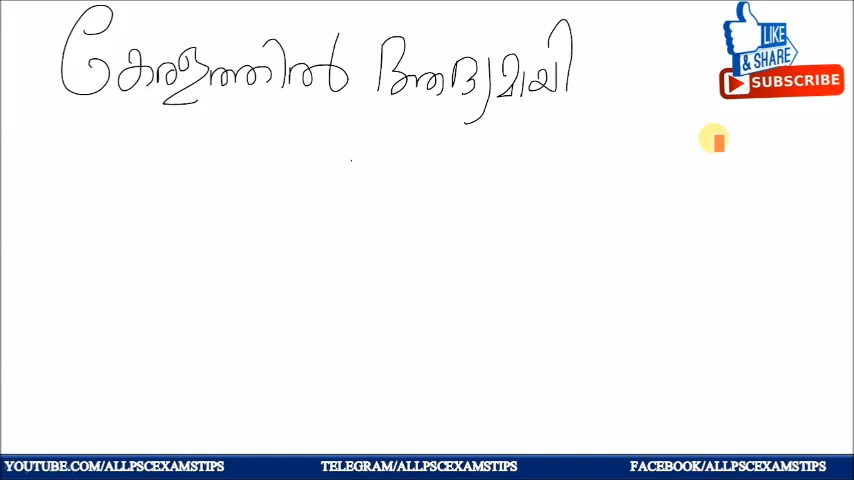 കേരളത്തിൽ ആദ്യമായി
LIKE
& SHARE
SUBSCRIBE
YOUTUBE.COM/ALLPSCEXAMSTIPS TELEGRAM/ALLPSCEXAMSTIPS FACEBOOK/ALLPSCEXAMSTIPS